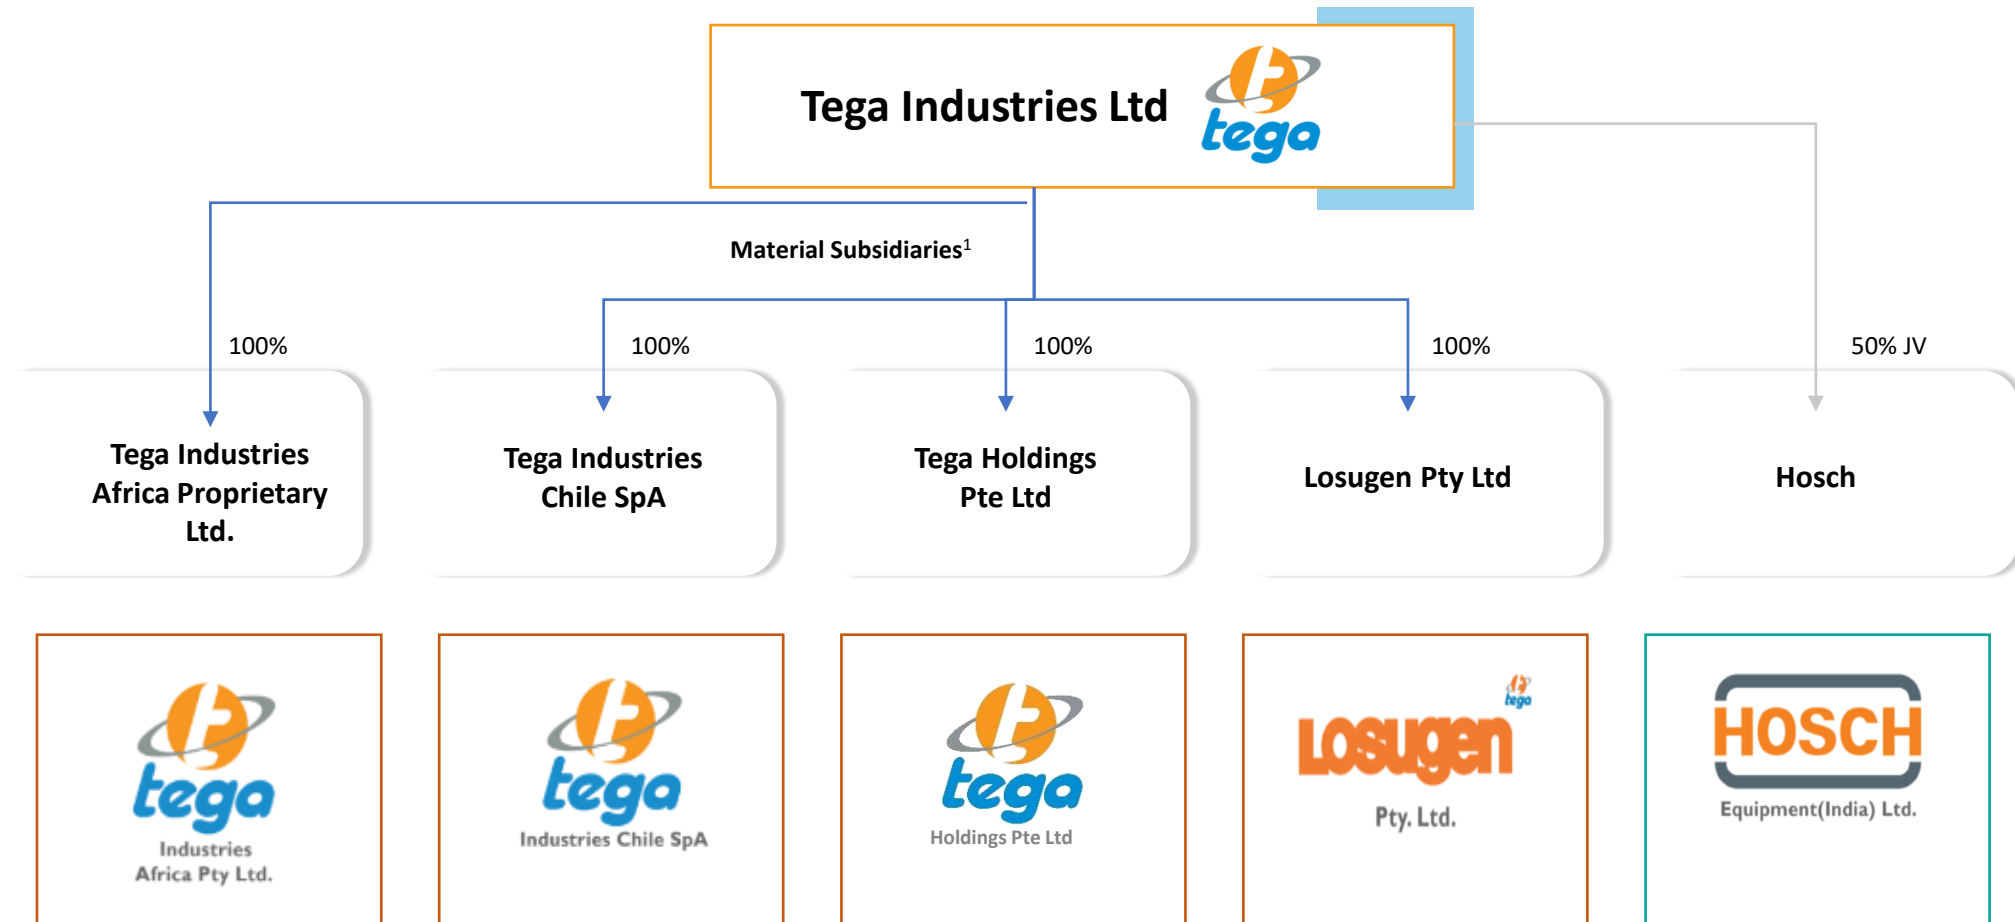 Tega Industries Ltd
tega
Material Subsidiaries¹
100%
100%
100%
100%
50% JV
Tega Industries
Africa Proprietary
Ltd.
Tega Industries
Chile SpA
Tega Holdings
Pte Ltd
Losugen Pty Ltd
Hosch
tega
Industries
Africa Pty Ltd.
tega
Industries Chile SpA
tega
Holdings Pte Ltd
tega
LOSUGEN
Pty. Ltd.
HOSCH
Equipment(India) Ltd.